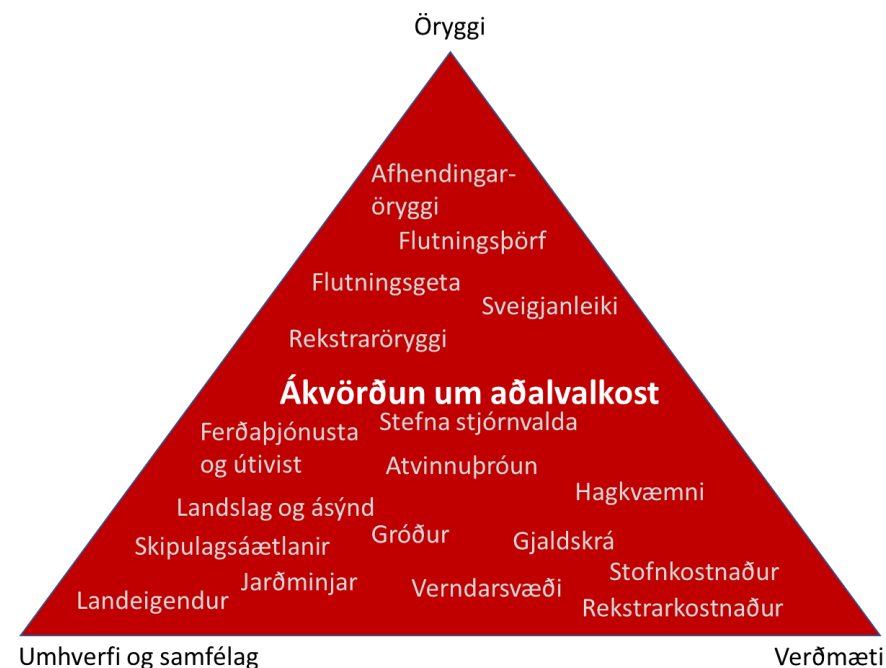 Öryggi
Afhendingar-
öryggi
Flutningsþörf
Flutningsgeta
Sveigjanleiki
Rekstraröryggi
Ákvörðun um aðalvalkost
Stefna stjórnvalda
Ferðaþjónusta
og útivist
Atvinnuþróun
Hagkvæmni
Landslag og ásýnd
Gróður
Gjaldskrá
Skipulagsáætlanir
Stofnkostnaður
Jarðminjar
Verndarsvæði
Landeigendur
Rekstrarkostnaður
Umhverfi og samfélag
Verðmæti